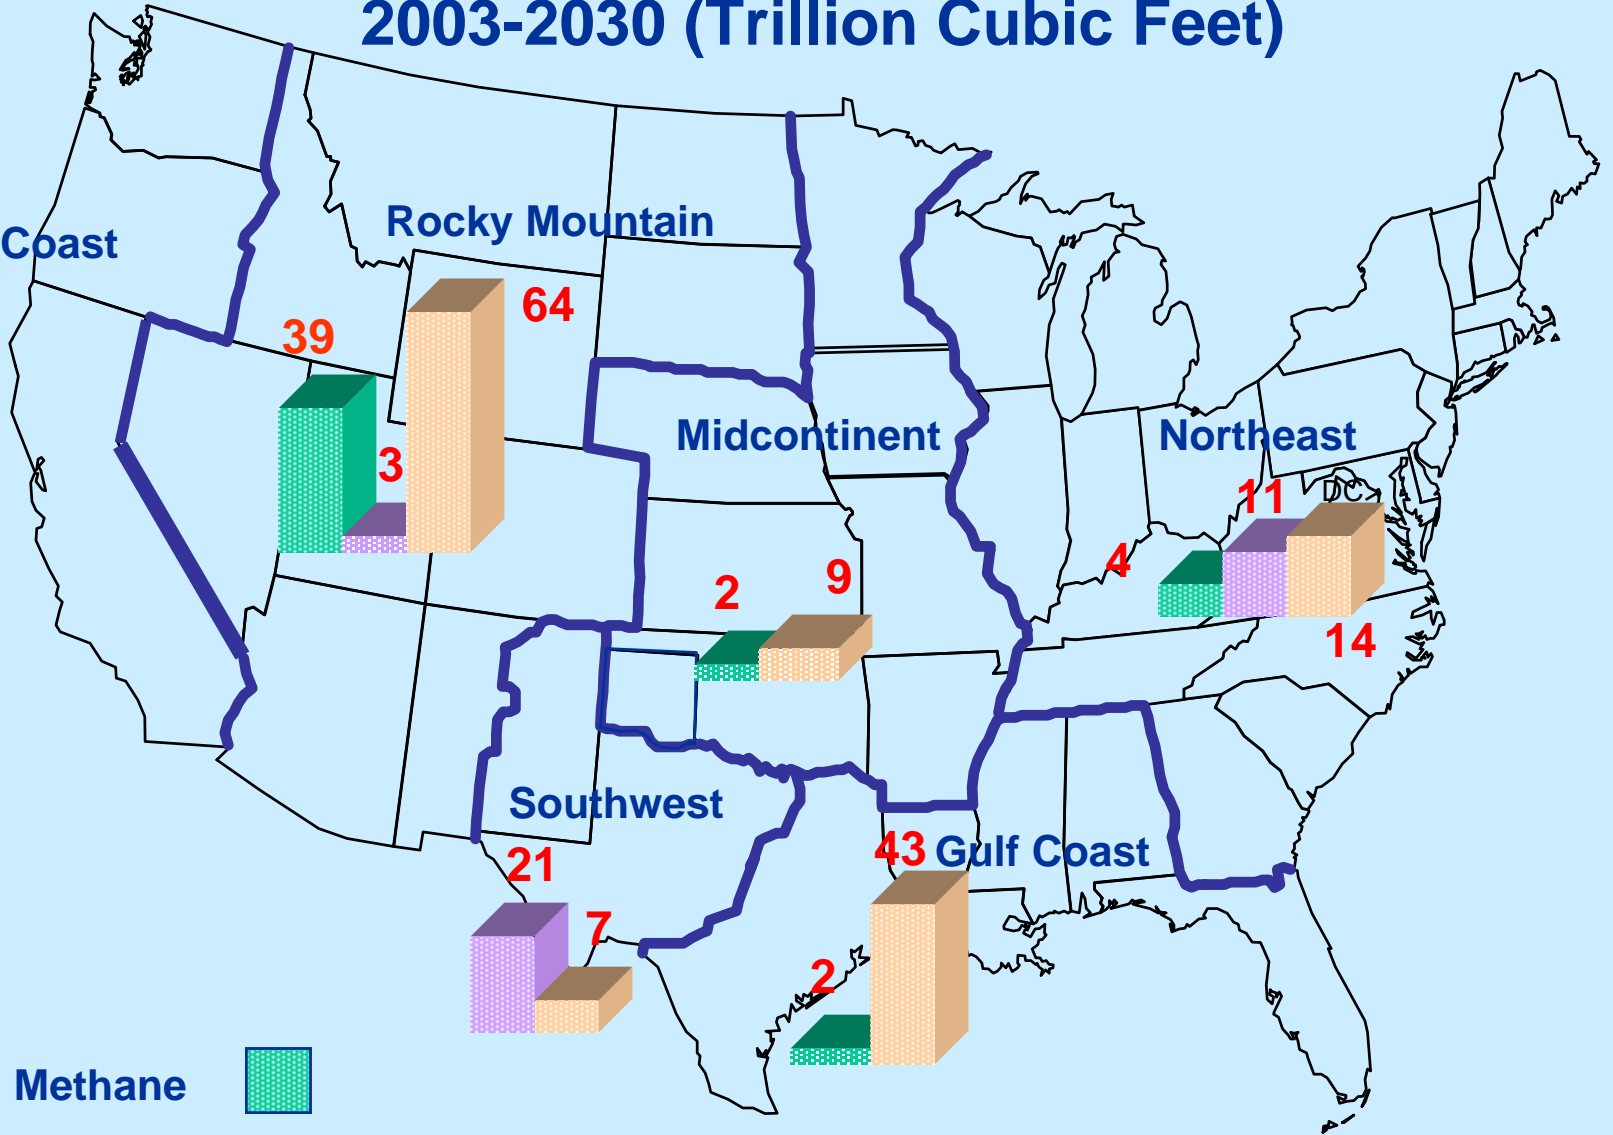 2003-2030 (Trillion Cubic Feet)
Rocky Mountain
Coast
64
39
Midcontinent
Northeast
3
11
DC
4
2
9
14
Southwest
21
43
Gulf Coast
7
2
Methane